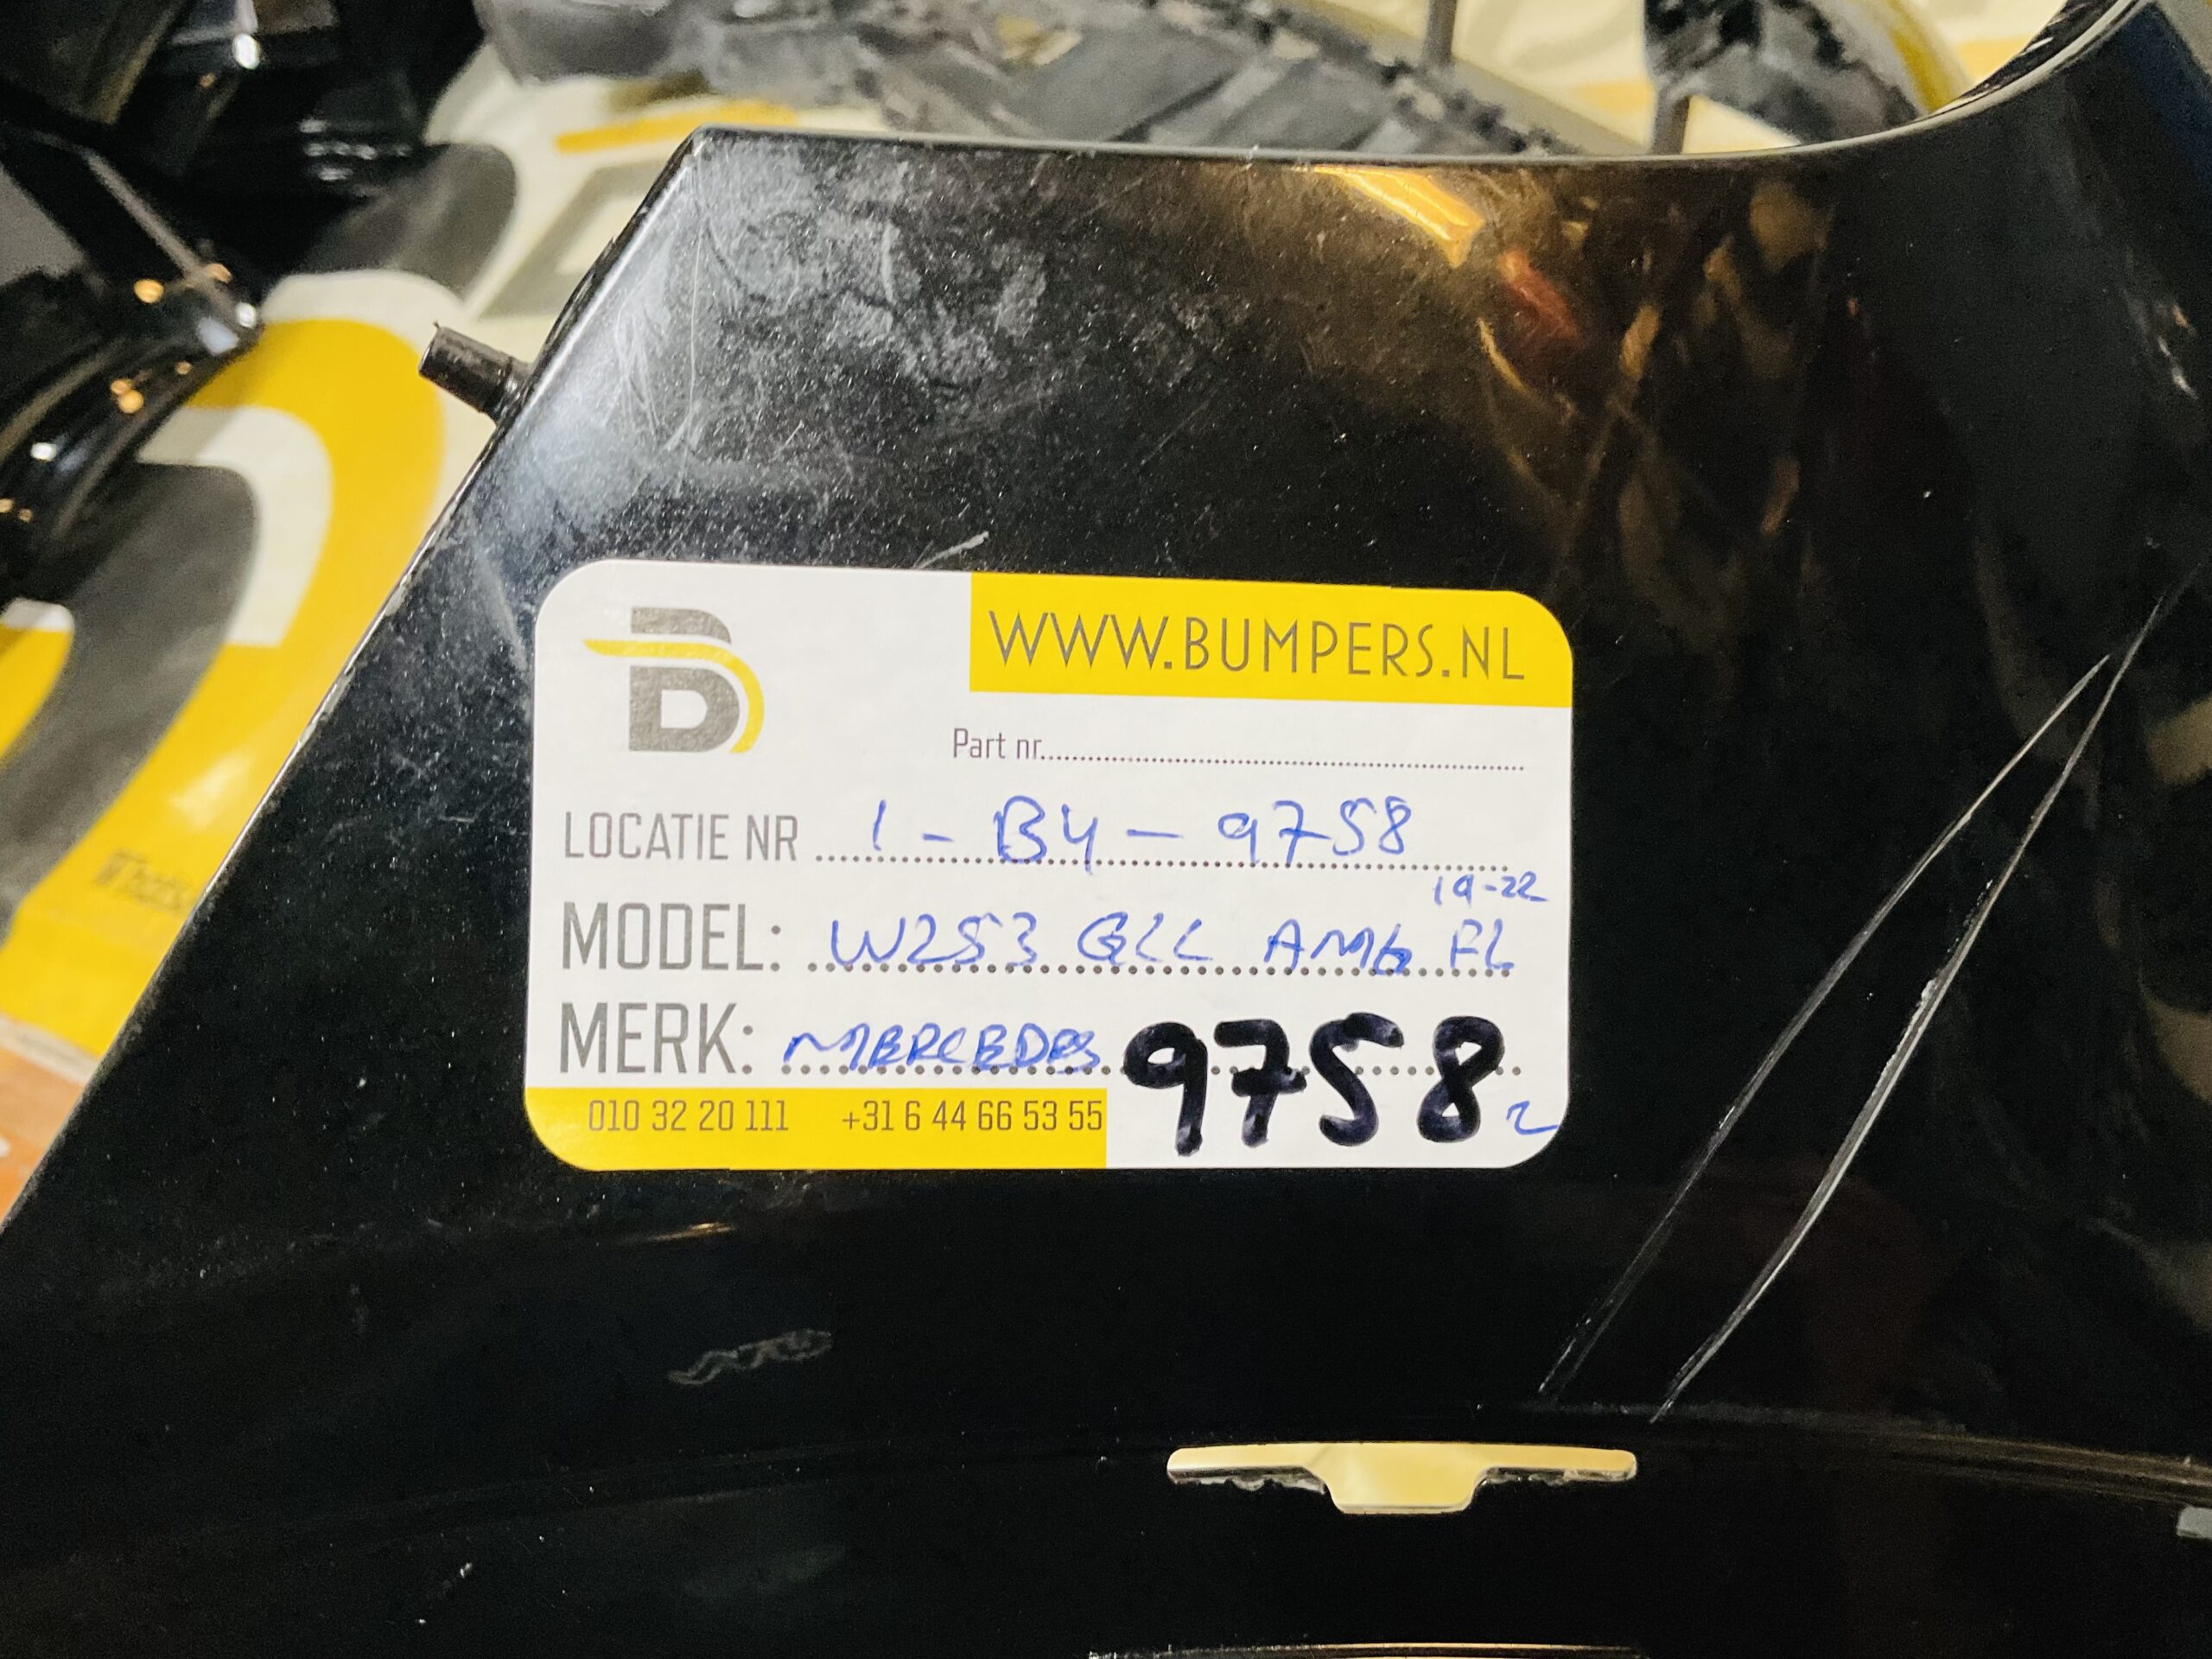 WWW.BUMPERS.NL
Part nr.
LOCATIE NR 1 - B4 - 9758
19-22
MODEL: W253 GLC AMG FL
MERK: MERCEDES 9758
010 32 20 111 +31 6 44 66 53 55